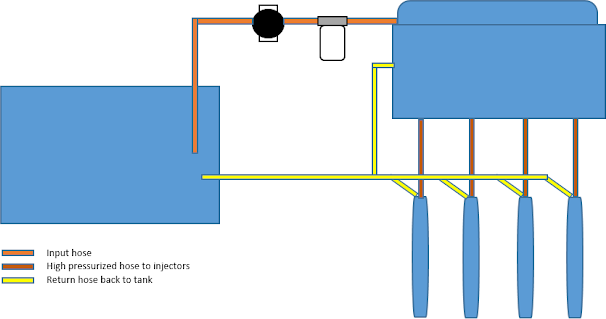 Input hose
High pressurized hose to injectors
Return hose back to tank